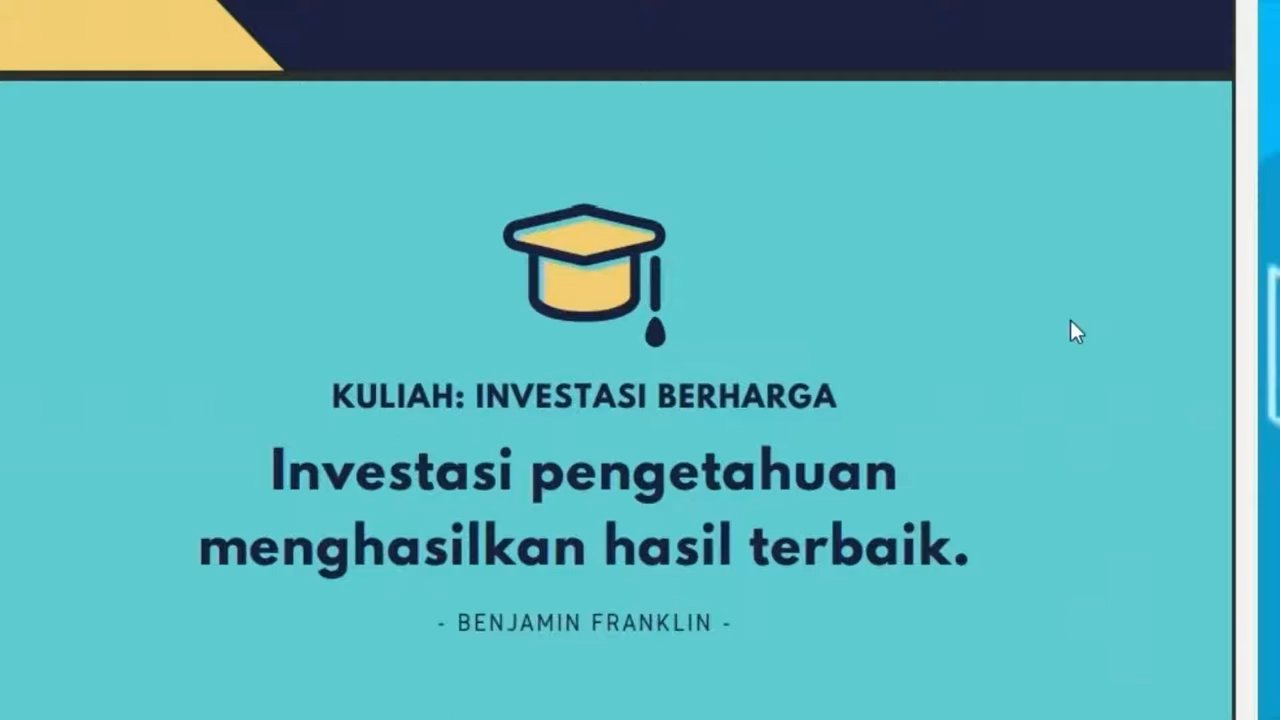 KULIAH: INVESTASI BERHARGA
Investasi pengetahuan
menghasilkan hasil terbaik.
- BENJAMIN FRANKLIN -